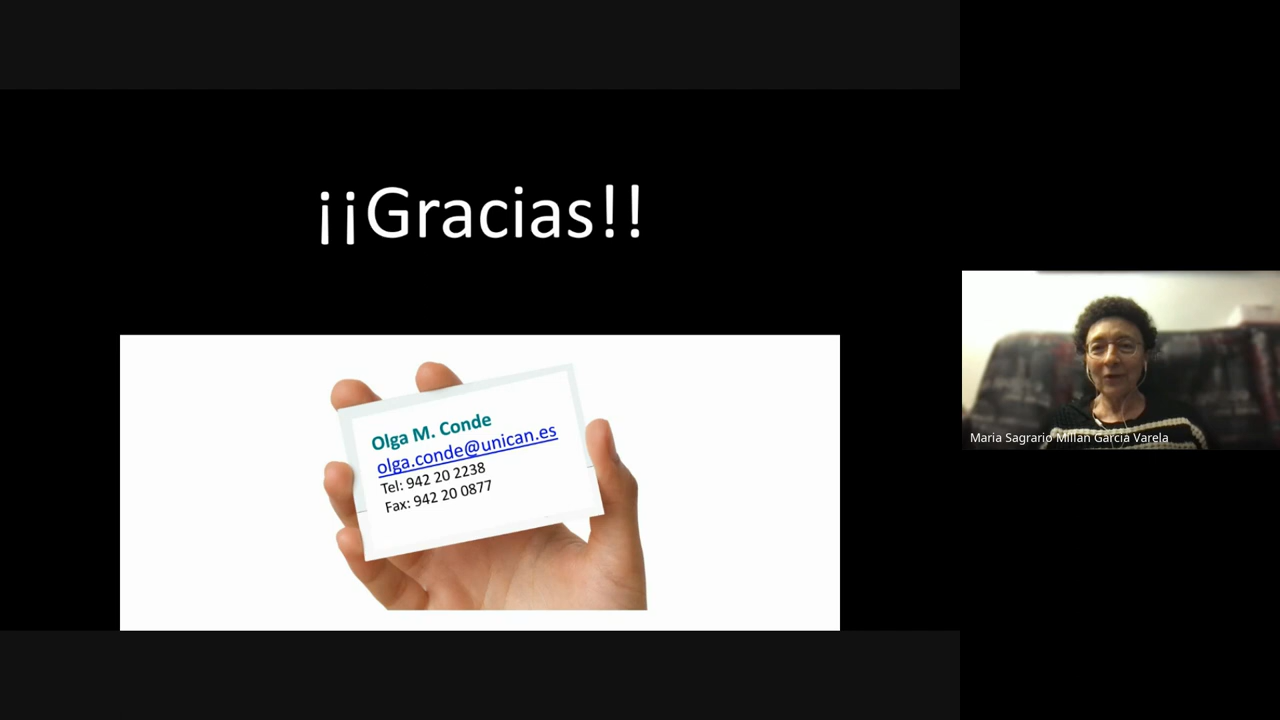 ¡¡Gracias!!
Olga M. Conde
olga.conde@unican.es
Tel: 942 20 2238
Fax: 942 20 0877
Maria Sagrario Millan Garcia Varela